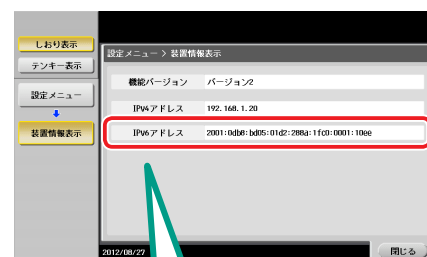 しおり表示
テンキー表示
設定メニュー
装置情報表示
設定メニュー > 装置情報表示
機能バージョン バージョン2
IPv4アドレス 192.168.1.20
IPv6アドレス 2001:0db8:bd05:01d2:288a:1fc0:0001:10ee
2012/08/27
閉じる